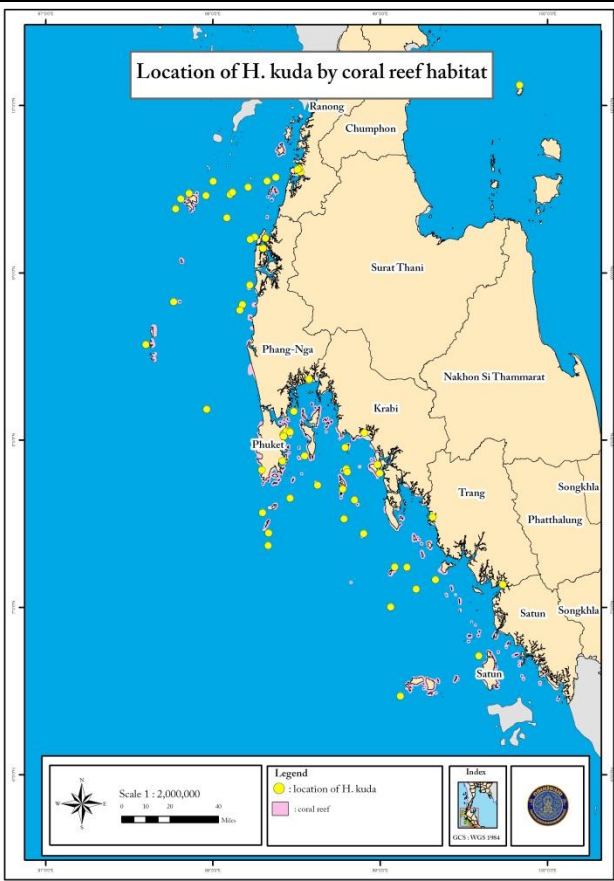 Location of H. kuda by coral reef habitat
Ranong
Chumphon
Surat Thani
Phang-Nga
Nakhon Si Thammarat
Krabi
Phuket
Songkhla
Trang
Phatthalung
Satun
Songkhla
Satun
N
W
E
S
Scale 1 : 2,000,000
0 10 20 40
Miles
Legend
: location of H. kuda
: coral reef
Index
GCS : WGS 1984